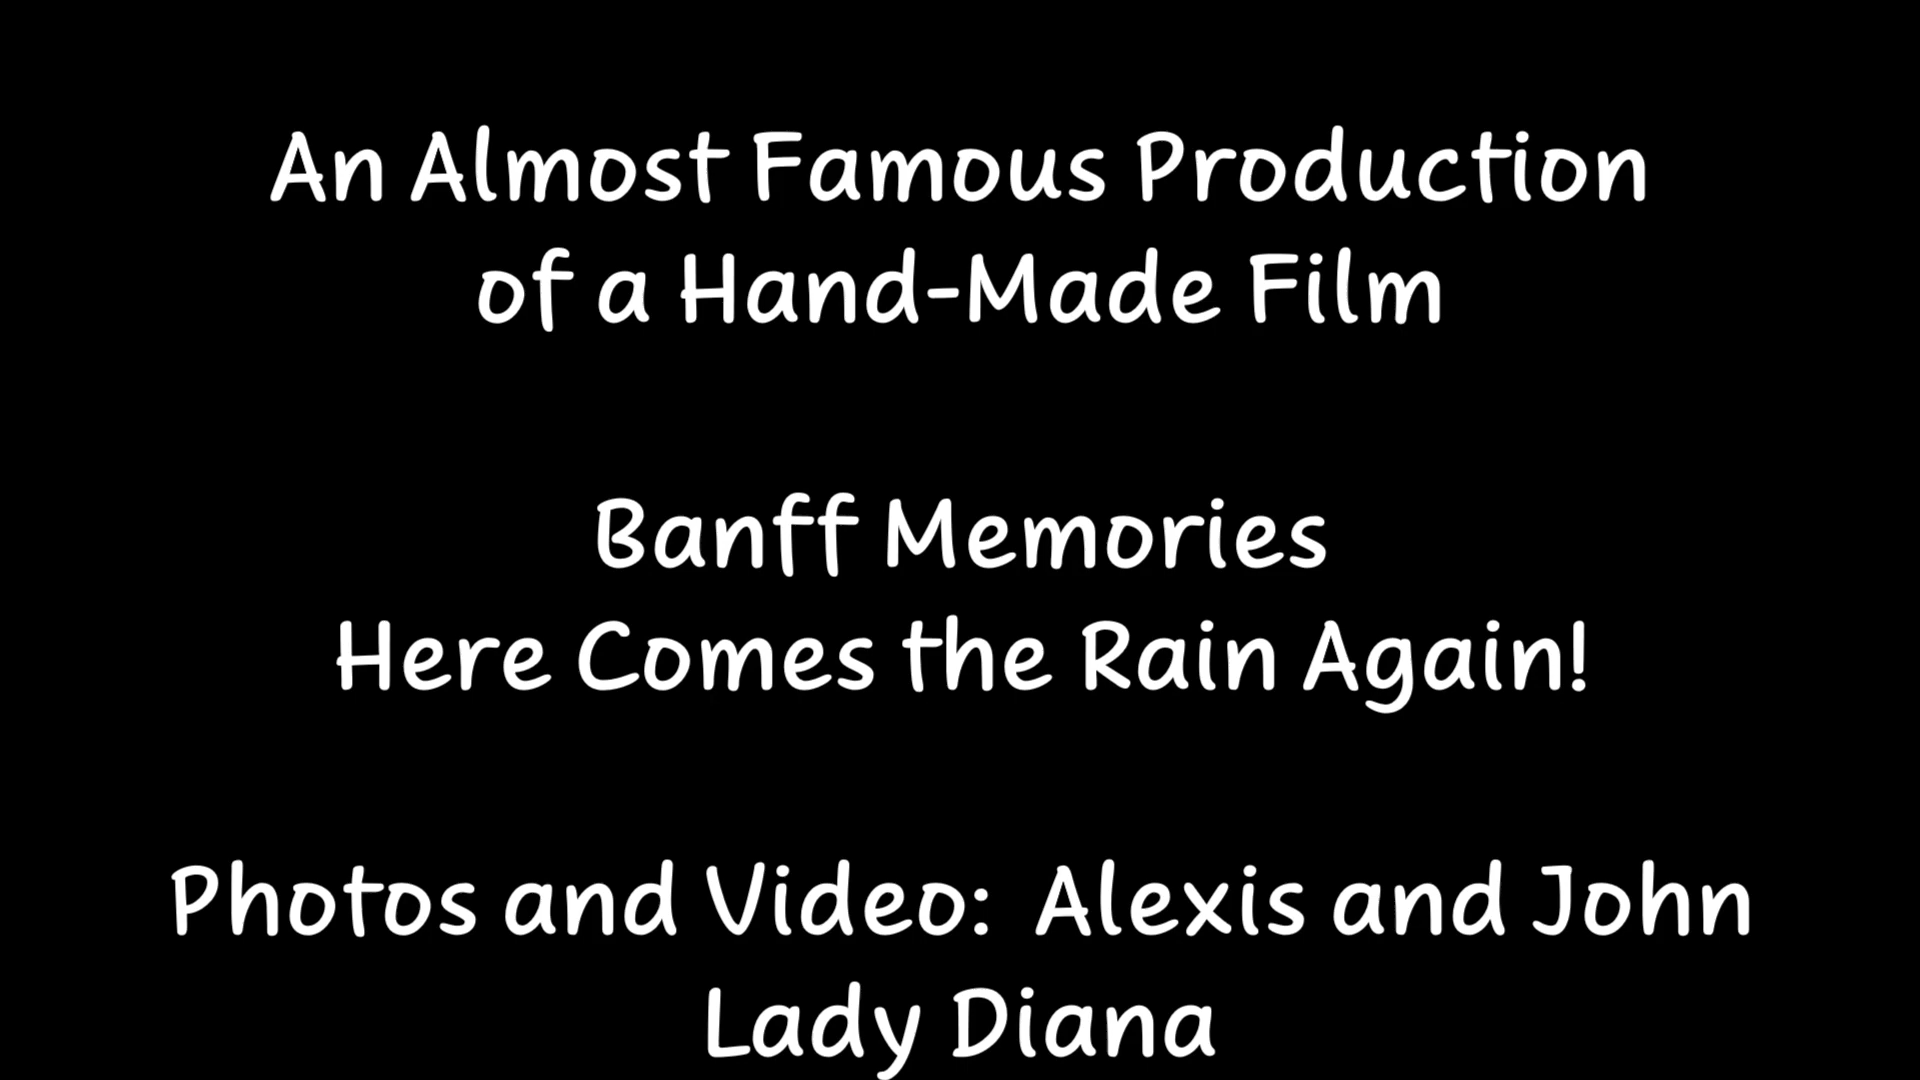 An Almost Famous Production
of a Hand-Made Film
Banff Memories
Here Comes the Rain Again!
Photos and Video:  Alexis and John
Lady Diana